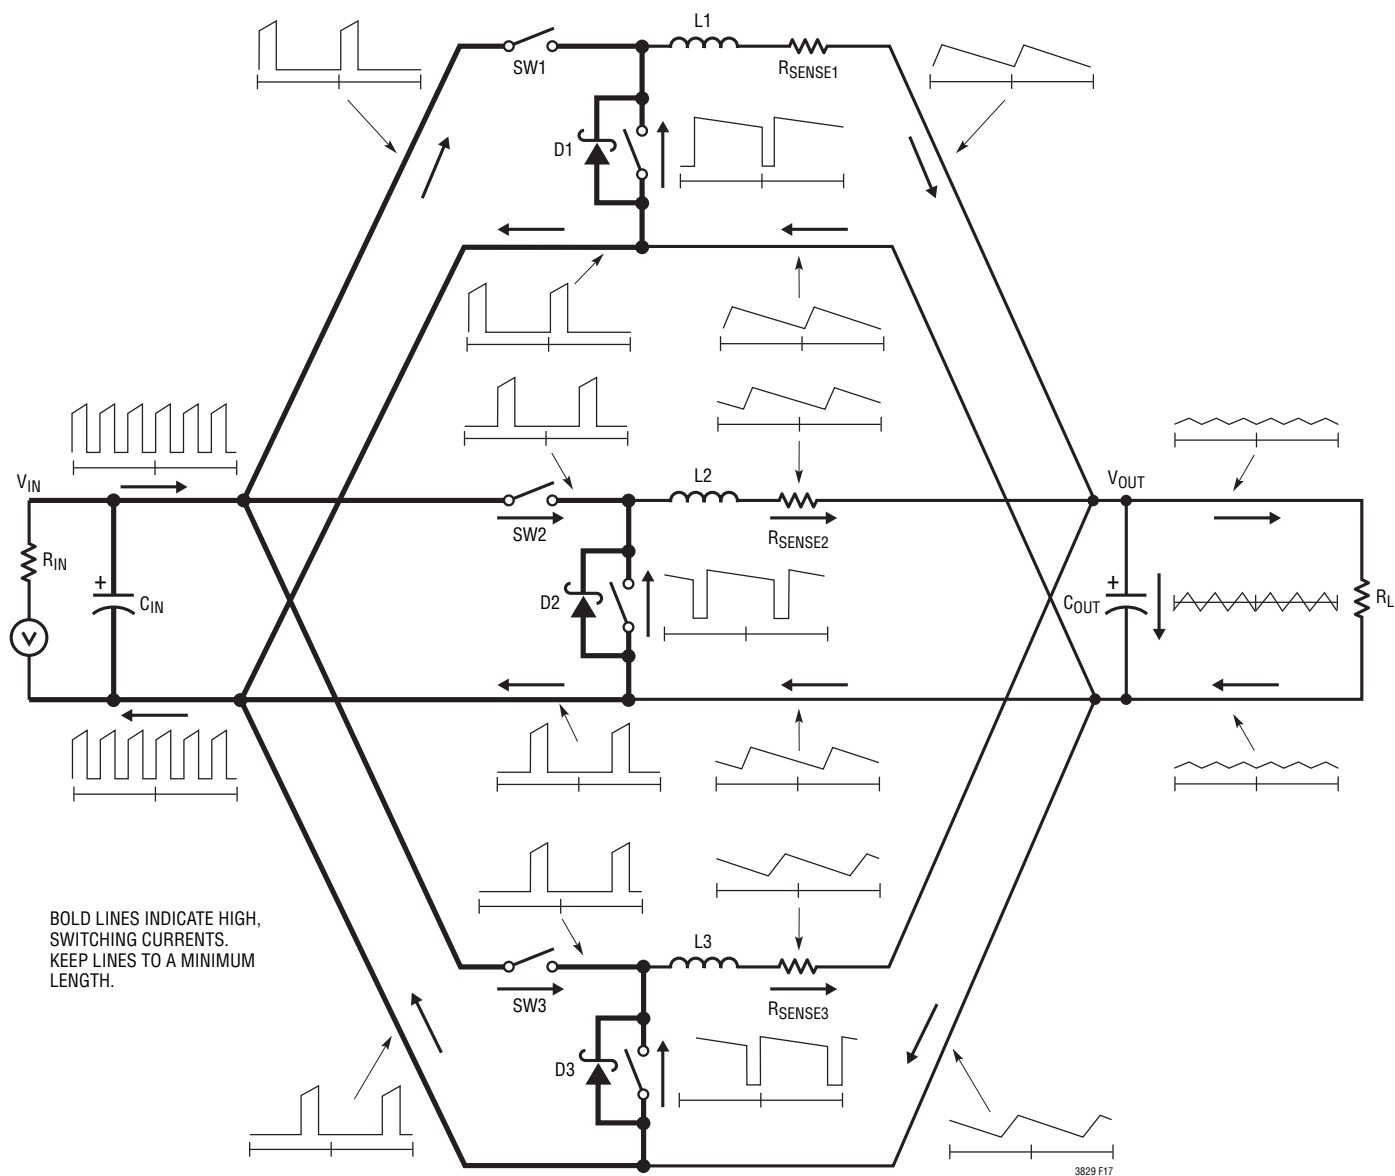 L1
SW1
RSENSE1
D1
VIN
L2
VOUT
SW2
RSENSE2
RIN
+
CIN
D2
+
COUT
RL
V
BOLD LINES INDICATE HIGH,
SWITCHING CURRENTS.
KEEP LINES TO A MINIMUM
LENGTH.
L3
SW3
RSENSE3
D3
3829 F17